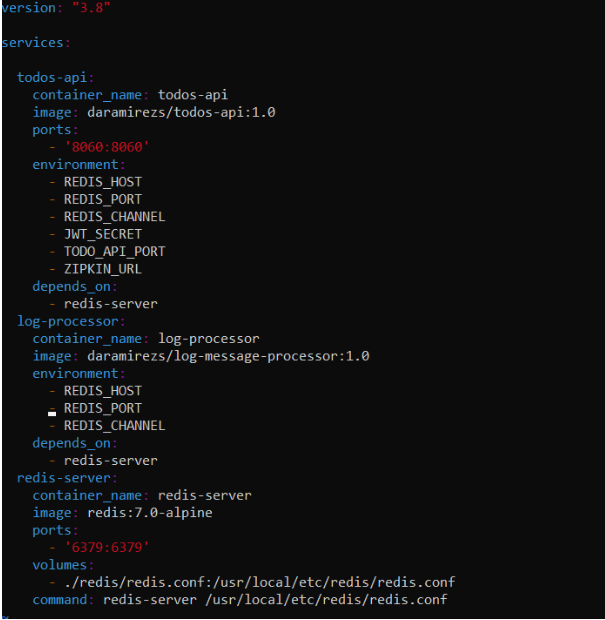 version: "3.8"

services:

  todos-api:
    container_name: todos-api
    image: daramirezs/todos-api:1.0
    ports:
      - '8060:8060'
    environment:
      - REDIS_HOST
      - REDIS_PORT
      - REDIS_CHANNEL
      - JWT_SECRET
      - TODO_API_PORT
      - ZIPKIN_URL
    depends_on:
      - redis-server
  log-processor:
    container_name: log-processor
    image: daramirezs/log-message-processor:1.0
    environment:
      - REDIS_HOST
      - REDIS_PORT
      - REDIS_CHANNEL
    depends_on:
      - redis-server
  redis-server:
    container_name: redis-server
    image: redis:7.0-alpine
    ports:
      - '6379:6379'
    volumes:
      - ./redis/redis.conf:/usr/local/etc/redis/redis.conf
    command: redis-server /usr/local/etc/redis/redis.conf
~